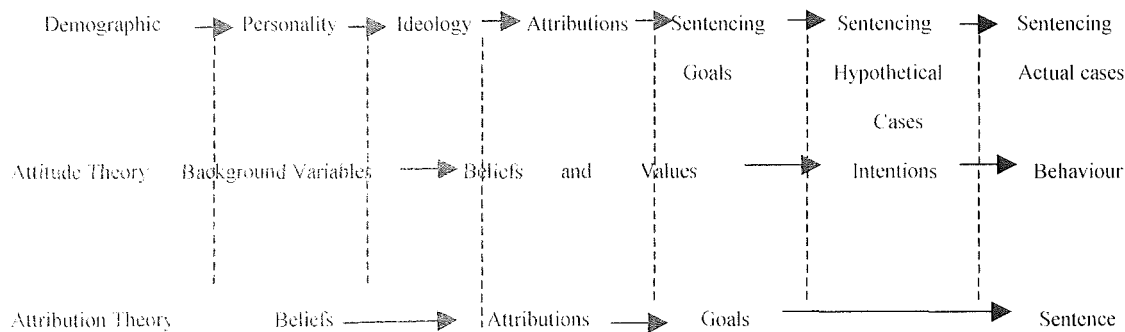 Demographic Personality Ideology Attributions Sentencing Sentencing Sentencing
Goals Hypothetical Actual cases
Cases
Attitude Theory Background Variables Beliefs and Values Intentions Behaviour
Attribution Theory Beliefs Attributions Goals Sentence